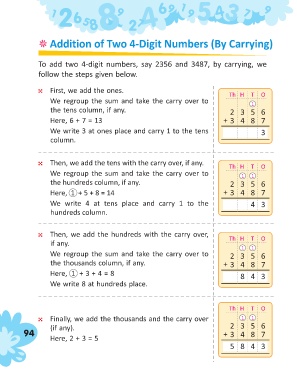 Addition of Two 4-Digit Numbers (By Carrying)
To add two 4-digit numbers, say 2356 and 3487, by carrying, we
follow the steps given below.
First, we add the ones.
We regroup the sum and take the carry over to
the tens column, if any.
Here, 6 + 7 = 13
We write 3 at ones place and carry 1 to the tens
column.
Th H T O
1
2 3 5 6
+ 3 4 8 7
3
Then, we add the tens with the carry over, if any.
We regroup the sum and take the carry over to
the hundreds column, if any.
Here, 1 + 5 + 8 = 14
We write 4 at tens place and carry 1 to the
hundreds column.
Th H T O
1 1
2 3 5 6
+ 3 4 8 7
4 3
Then, we add the hundreds with the carry over,
if any.
We regroup the sum and take the carry over to
the thousands column, if any.
Here, 1 + 3 + 4 = 8
We write 8 at hundreds place.
Th H T O
1 1
2 3 5 6
+ 3 4 8 7
8 4 3
Finally, we add the thousands and the carry over
(if any).
Here, 2 + 3 = 5
Th H T O
1 1
2 3 5 6
+ 3 4 8 7
5 8 4 3
94